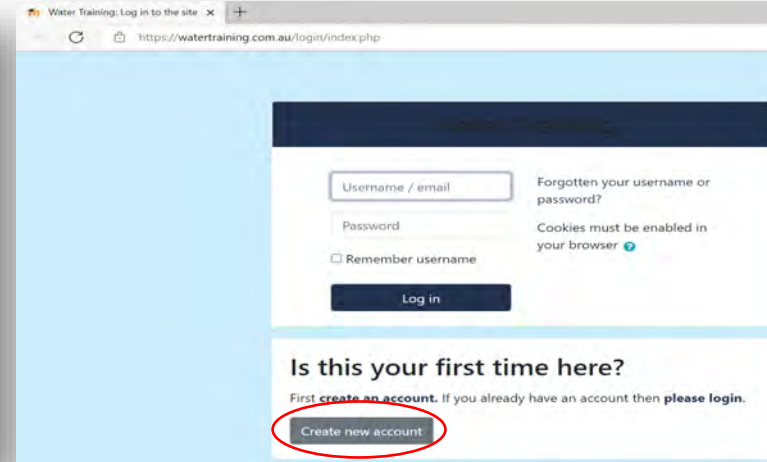 Water Training: Log in to the site
https://watertraining.com.au/login/index.php
Username / email
Forgotten your username or
password?
Password
Cookies must be enabled in
your browser
Remember username
Log in
Is this your first time here?
First create an account. If you already have an account then please login.
Create new account